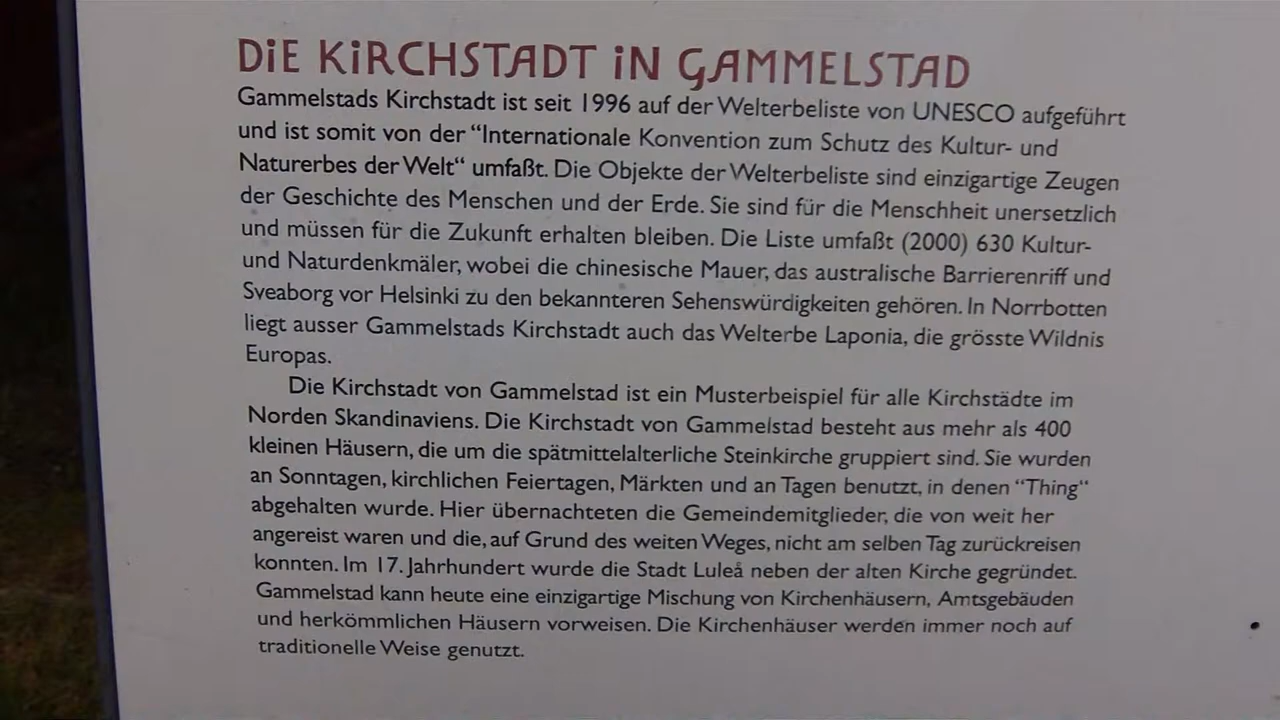 DiE KiRCHSTADT iN GAMMELSTAD
Gammelstads Kirchstadt ist seit 1996 auf der Welterbeliste von UNESCO aufgeführt
und ist somit von der “Internationale Konvention zum Schutz des Kultur- und
Naturerbes der Welt“ umfaßt. Die Objekte der Welterbeliste sind einzigartige Zeugen
der Geschichte des Menschen und der Erde. Sie sind für die Menschheit unersetzlich
und müssen für die Zukunft erhalten bleiben. Die Liste umfaßt (2000) 630 Kultur-
und Naturdenkmäler, wobei die chinesische Mauer, das australische Barrierenriff und
Sveaborg vor Helsinki zu den bekannteren Sehenswürdigkeiten gehören. In Norrbotten
liegt ausser Gammelstads Kirchstadt auch das Welterbe Laponia, die grösste Wildnis
Europas.
Die Kirchstadt von Gammelstad ist ein Musterbeispiel für alle Kirchstädte im
Norden Skandinaviens. Die Kirchstadt von Gammelstad besteht aus mehr als 400
kleinen Häusern, die um die spätmittelalterliche Steinkirche gruppiert sind. Sie wurden
an Sonntagen, kirchlichen Feiertagen, Märkten und an Tagen benutzt, in denen “Thing“
abgehalten wurde. Hier übernachteten die Gemeindemitglieder, die von weit her
angereist waren und die, auf Grund des weiten Weges, nicht am selben Tag zurückreisen
konnten. Im 17. Jahrhundert wurde die Stadt Luleå neben der alten Kirche gegründet.
Gammelstad kann heute eine einzigartige Mischung von Kirchenhäusern, Amtsgebäuden
und herkömmlichen Häusern vorweisen. Die Kirchenhäuser werden immer noch auf
traditionelle Weise genutzt.